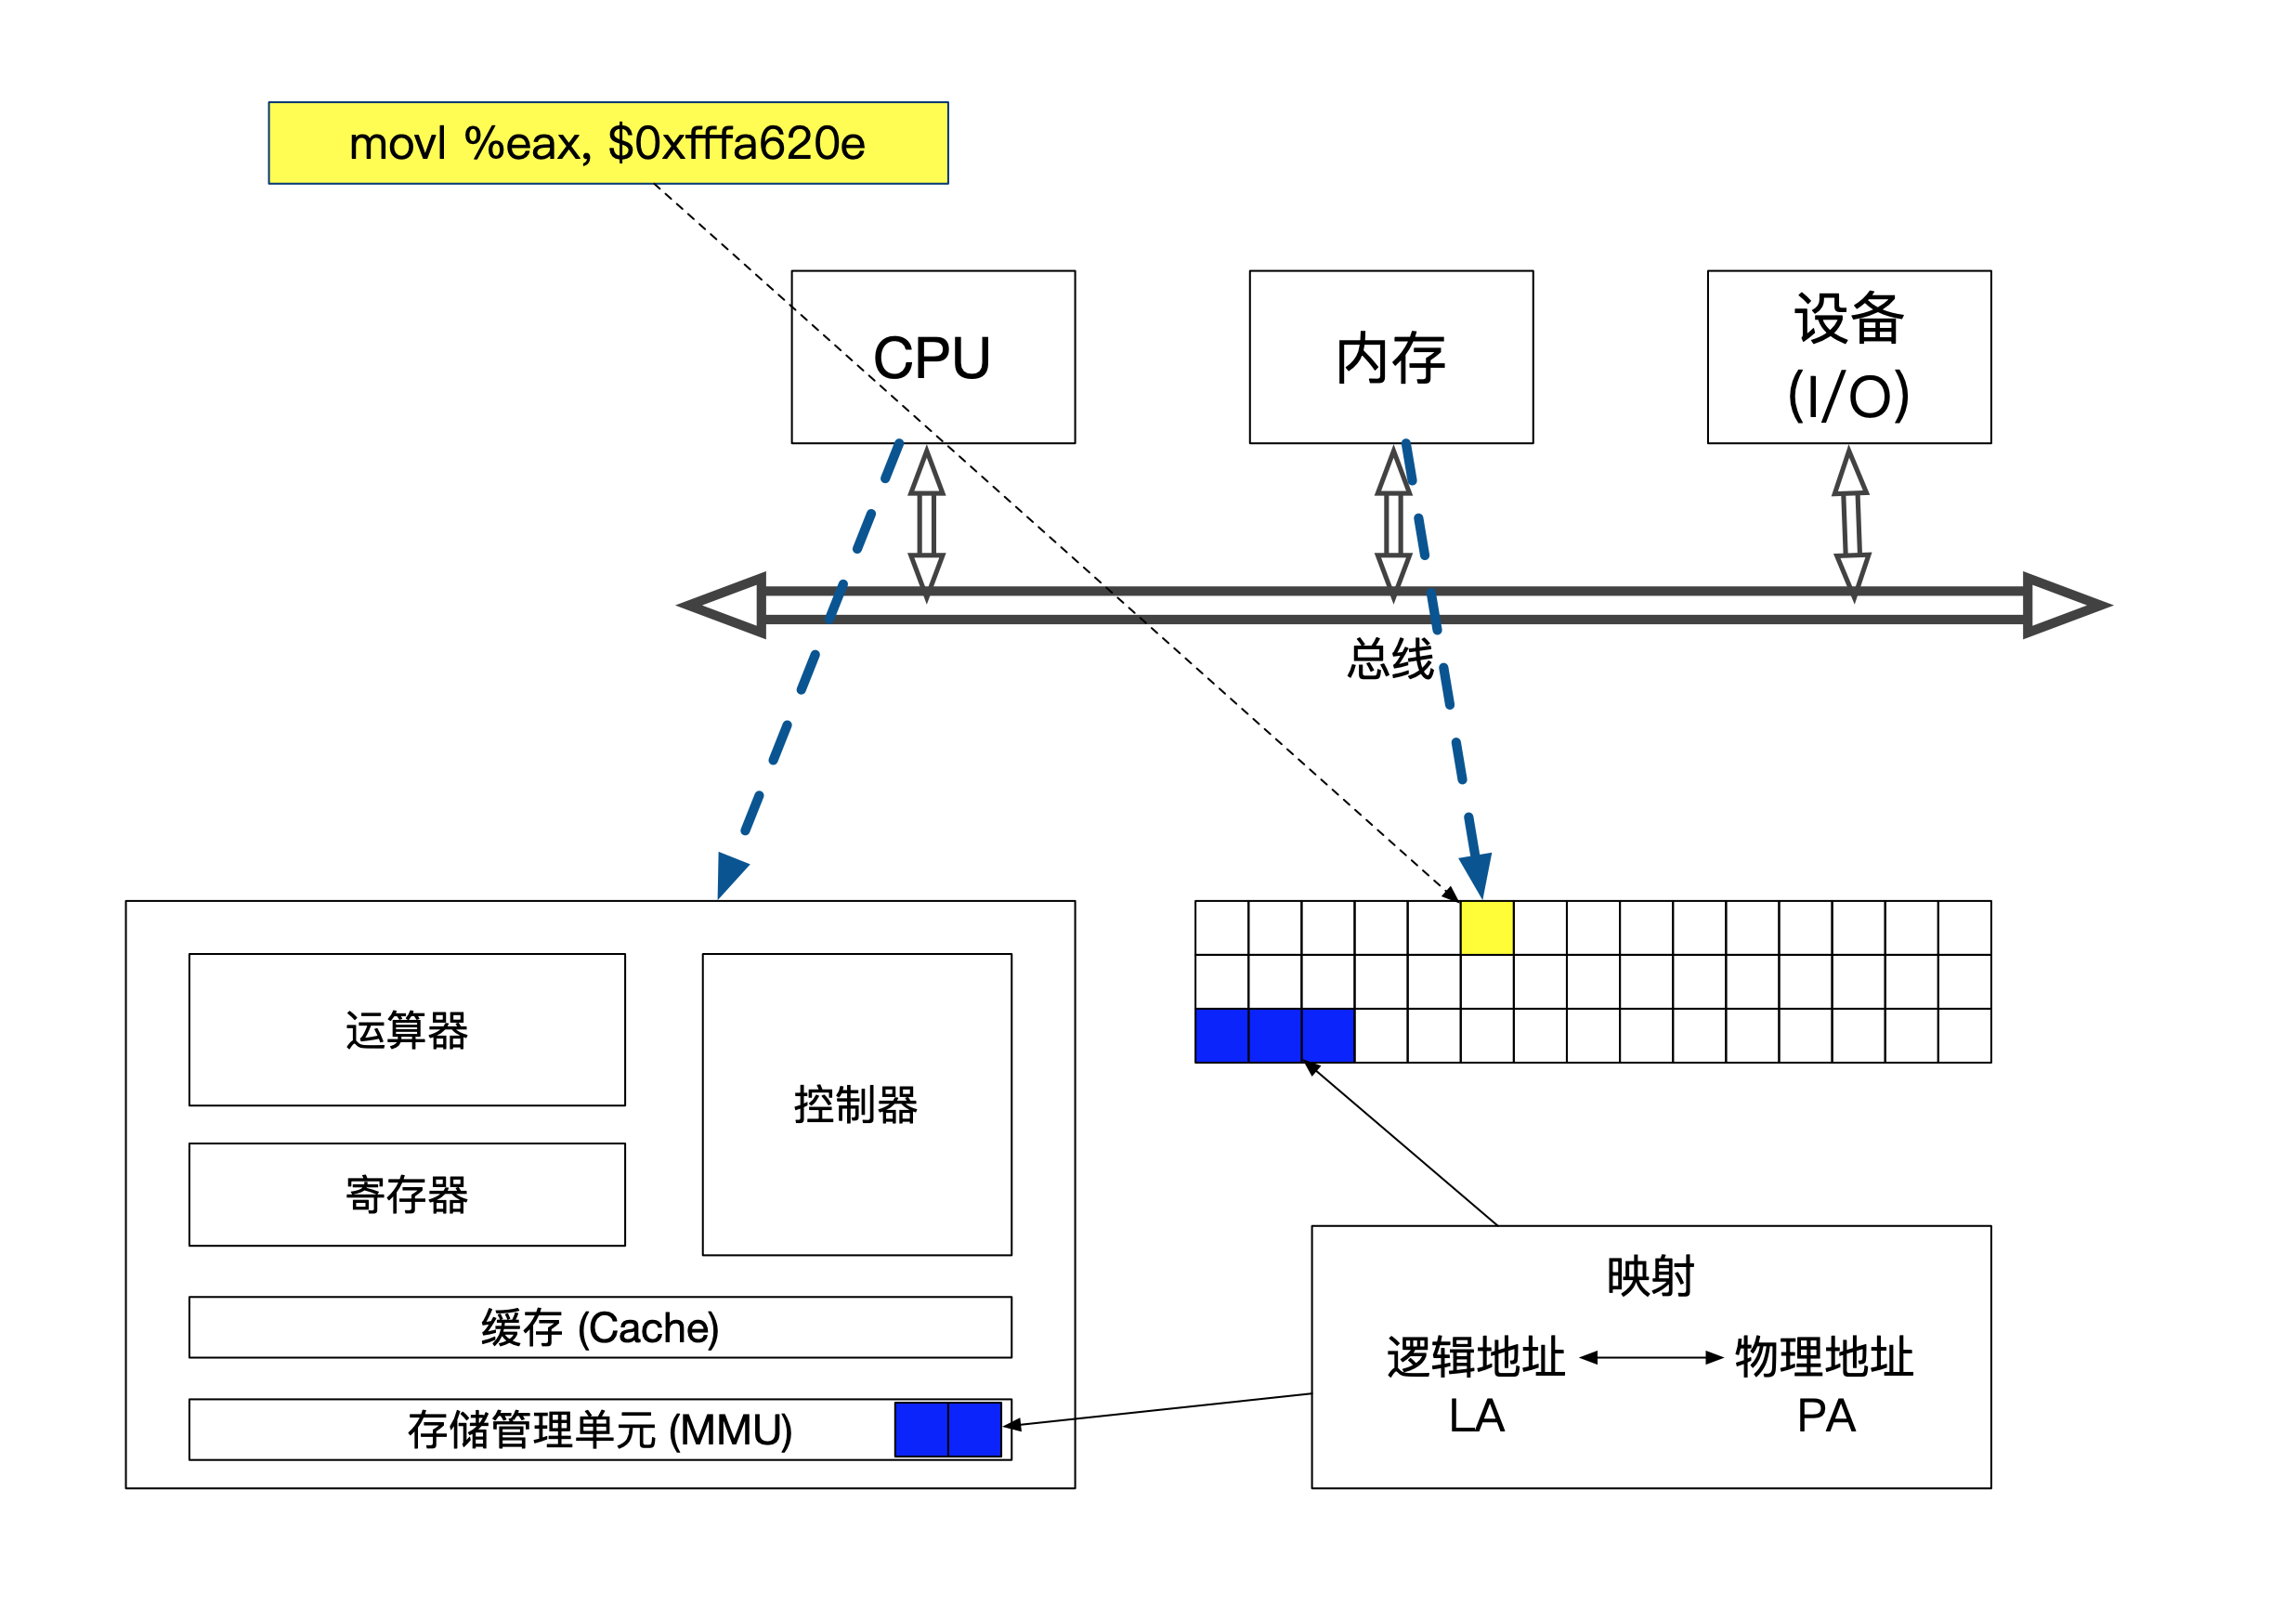 movl %eax, $0xfffa620e
CPU
内存
设备
(I/O)
总线
运算器
控制器
寄存器
缓存 (Cache)
存储管理单元 (MMU)
映射
逻辑地址
物理地址
LA
PA